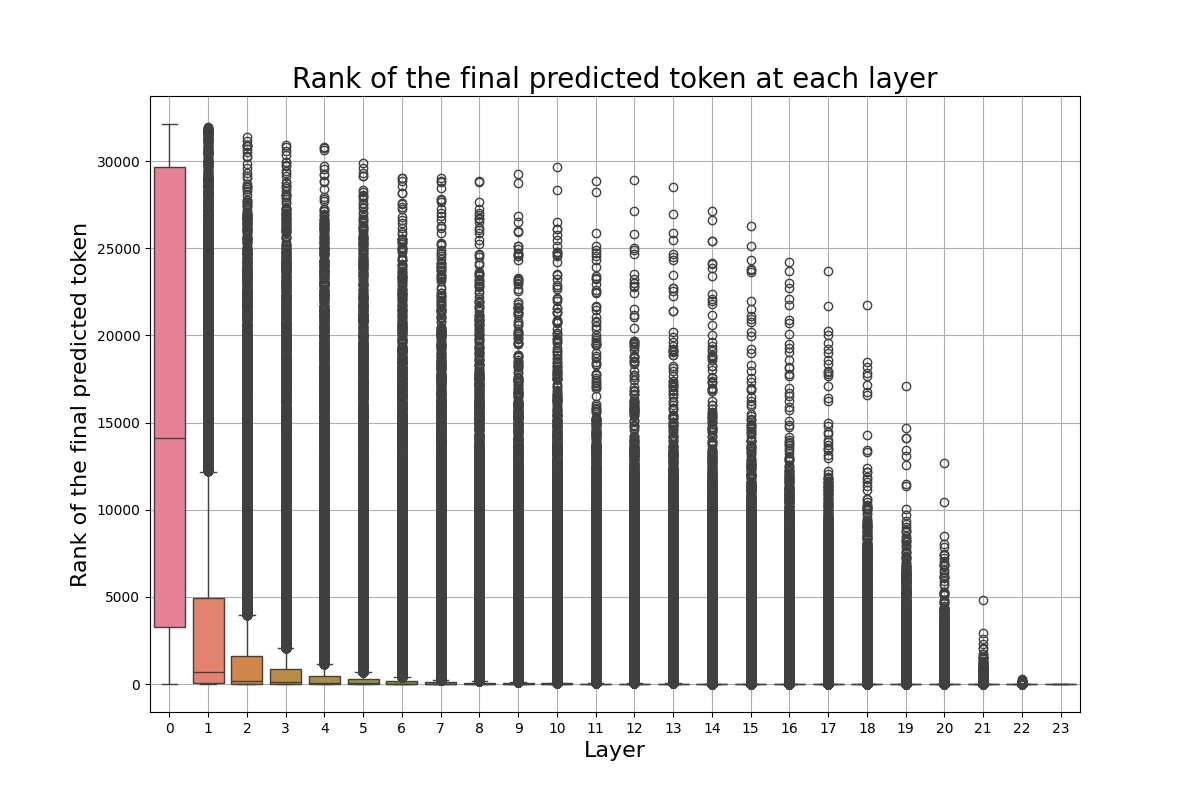 Rank of the final predicted token at each layer
Rank of the final predicted token
30000
25000
20000
15000
10000
5000
0
0 1 2 3 4 5 6 7 8 9 10 11 12 13 14 15 16 17 18 19 20 21 22 23
Layer